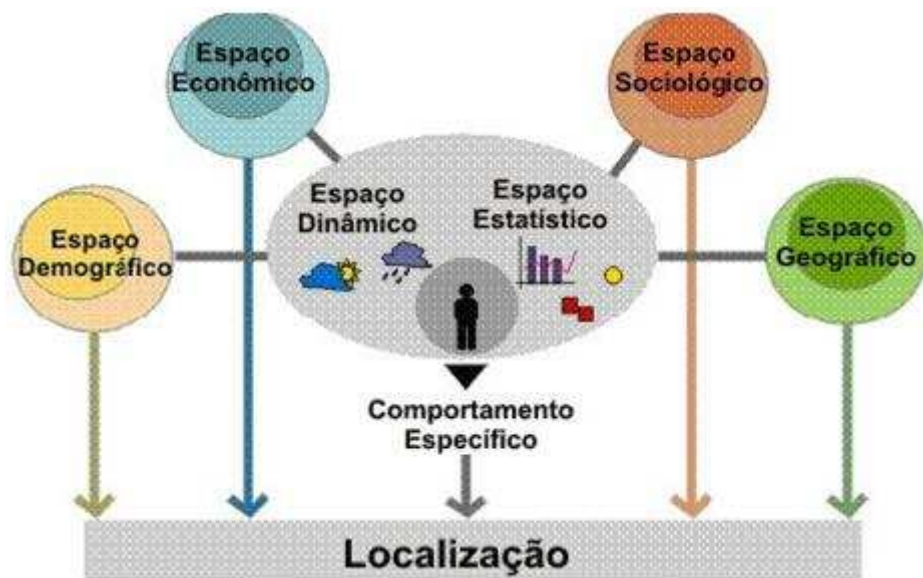 Espaço
Econômico
Espaço
Sociológico
Espaço
Dinâmico
Espaço
Estatístico
Espaço
Demográfico
Espaço
Geográfico
Comportamento
Específico
Localização